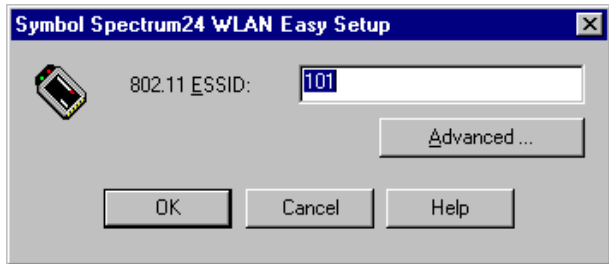 Symbol Spectrum24 WLAN Easy Setup
802.11 ESSID: 101
Advanced ...
OK Cancel Help